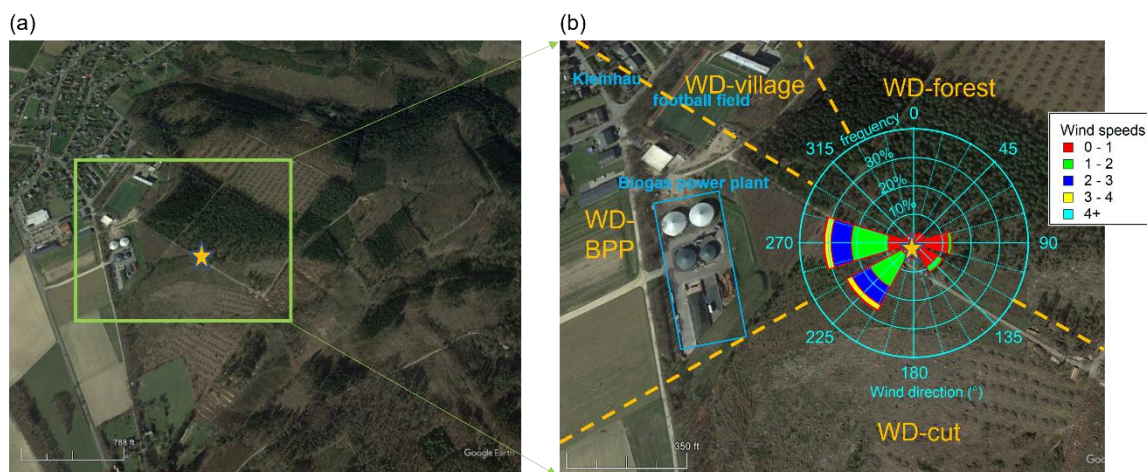 (a)
788 ft
Google Earth
(b)
Kleinhau
WD-village
football field
WD-forest
Biogas power plant
WD-
BPP
WD-cut
350 ft
Goo
frequency
10%
20%
30%
0
45
90
135
180
225
270
315
Wind direction (°)
Wind speeds
0 - 1
1 - 2
2 - 3
3 - 4
4+